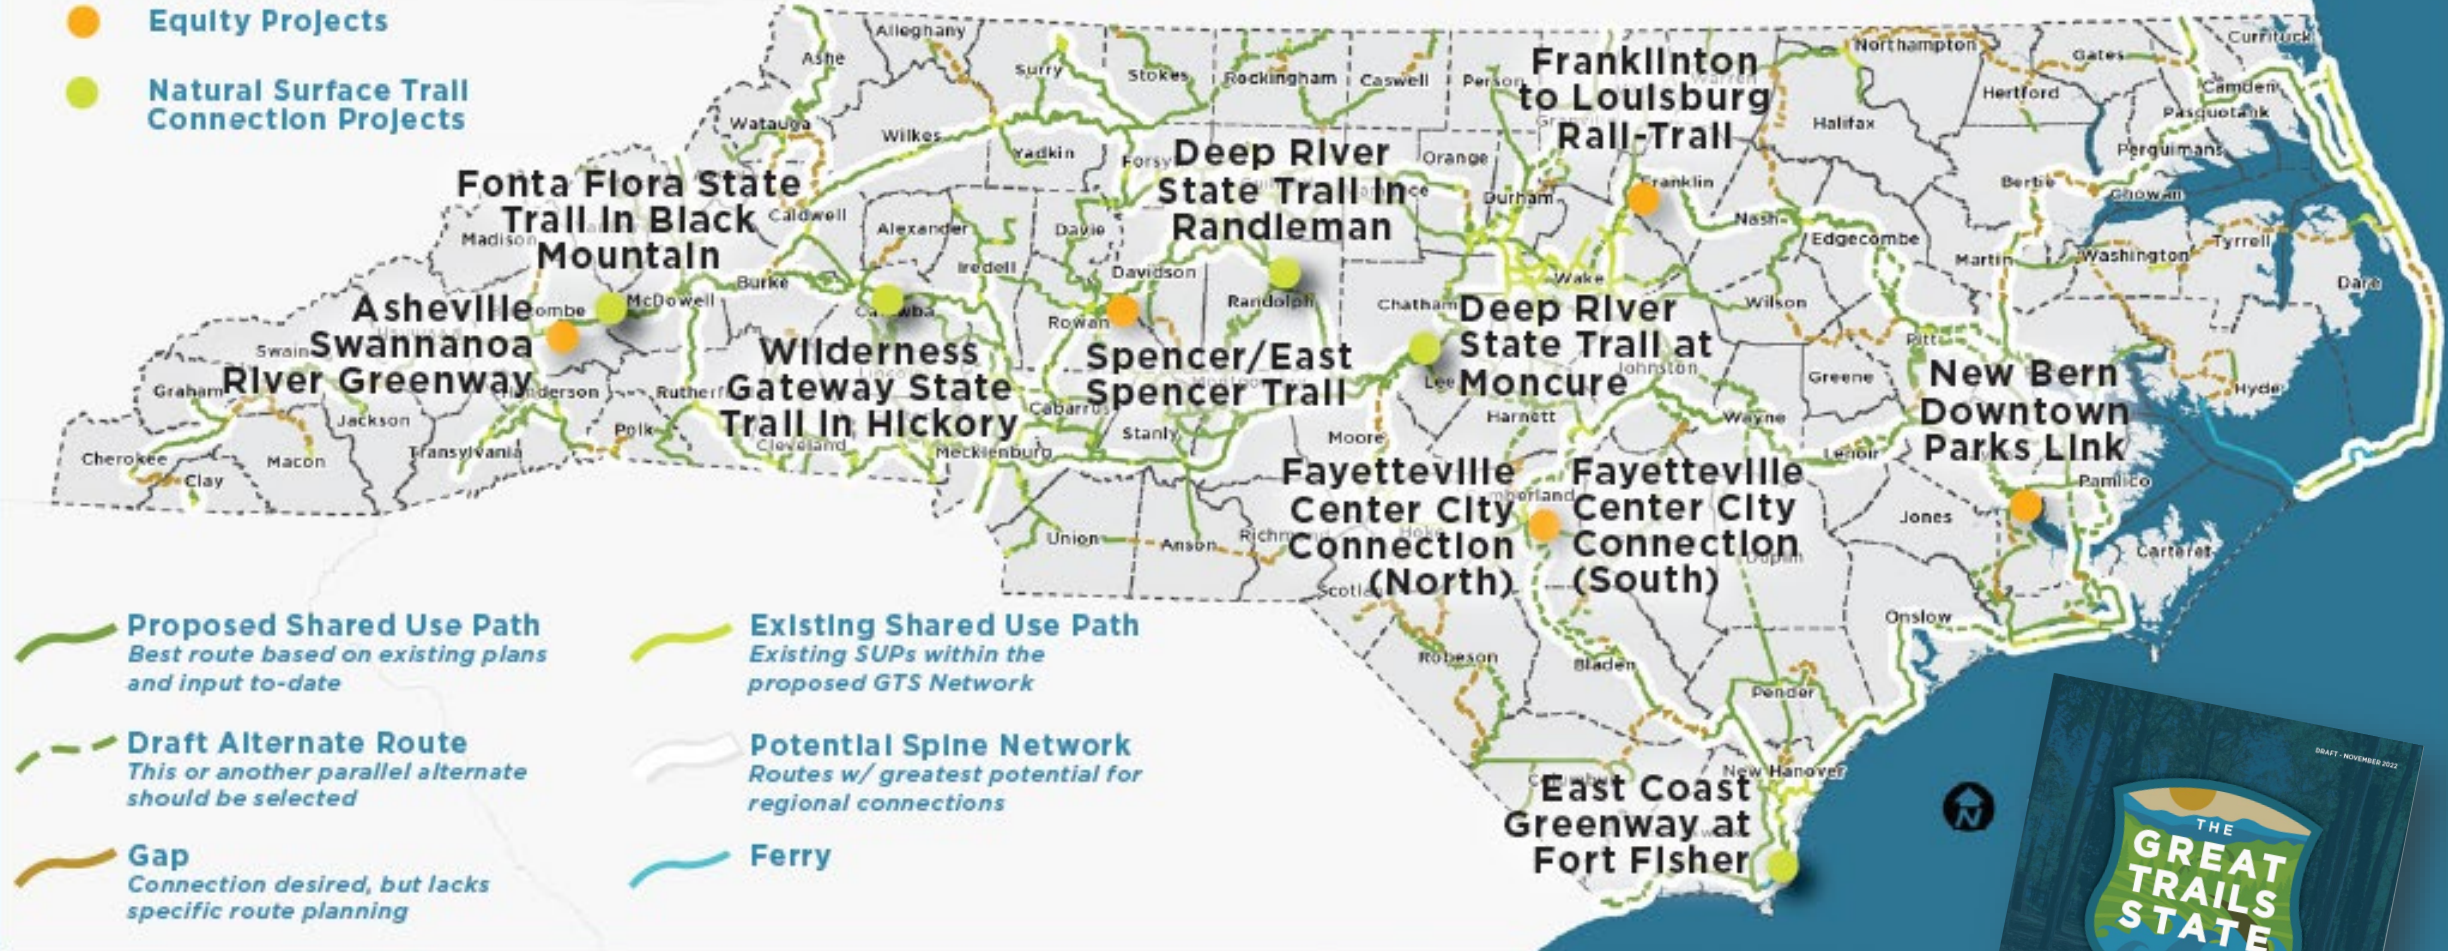 Equity Projects
Natural Surface Trail
Connection Projects
Alleghany
Ashe
Surry
Stokes
Rockingham
Caswell
Person
Northampton
Gates
Currituck
Camden
Pasquotank
Hertford
Halifax
Perquimans
Watauga
Wilkes
Yadkin
Orange
Franklinton
to Louisburg
Rail-Trail
Deep River
State Trail in
Randleman
Fonta Flora State
Trail in Black
Mountain
Madison
Caldwell
Alexander
Davie
Iredell
Davidson
Durham
Franklin
Nash
Edgecombe
Bertie
Chowan
Martin
Washington
Tyrrell
Dare
Burke
McDowell
Rowan
Randolph
Chatham
Wake
Wilson
Pitt
Hyde
Asheville
Swannanoa
River Greenway
Swain
Graham
Jackson
Cherokee
Clay
Macon
Transylvania
Polk
Wilderness
Gateway State
Trail in Hickory
Cleveland
Mecklenburg
Cabarrus
Stanly
Spencer/East
Spencer Trail
Deep River
State Trail at
Moncure
Lee
Johnston
Harnett
Moore
Greene
Wayne
Lenoir
New Bern
Downtown
Parks Link
Pamlico
Jones
Carteret
Onslow
Fayetteville
Center City
Connection
(North)
Fayetteville
Center City
Connection
(South)
Union
Anson
Robeson
Bladen
Pender
New Hanover
East Coast
Greenway at
Fort Fisher
Proposed Shared Use Path
Best route based on existing plans
and input to-date
Draft Alternate Route
This or another parallel alternate
should be selected
Gap
Connection desired, but lacks
specific route planning
Existing Shared Use Path
Existing SUPs within the
proposed GTS Network
Potential Spine Network
Routes w/ greatest potential for
regional connections
Ferry
N
DRAFT - NOVEMBER 2022
THE
GREAT
TRAILS
STATE